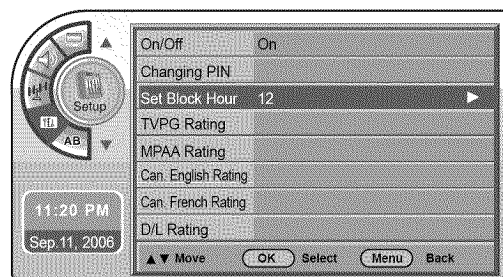 Setup
AB
11:20 PM
Sep.11, 2006
On/Off On
Changing PIN
Set Block Hour 12
TVPG Rating
MPAA Rating
Can. English Rating
Can. French Rating
D/L Rating
▲▼ Move OK Select Menu Back